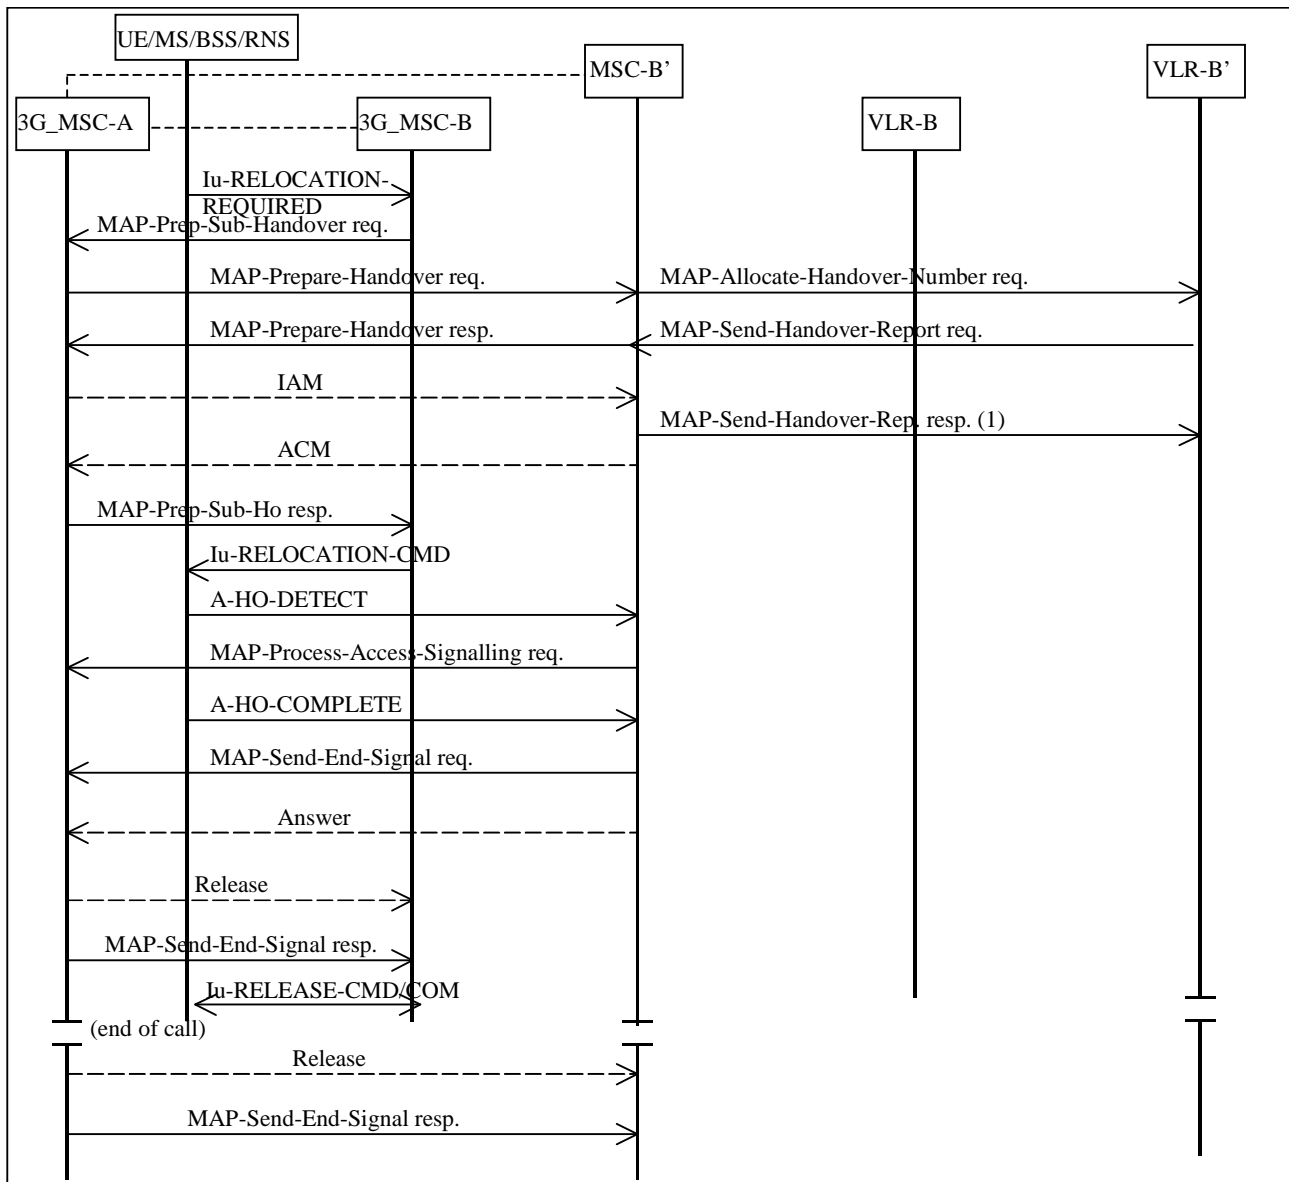 UE/MS/BSS/RNS
MSC-B’
VLR-B’
3G_MSC-A
3G_MSC-B
VLR-B
Iu-RELOCATION-
REQUIRED
MAP-Prep-Sub-Handover req.
MAP-Prepare-Handover req.
MAP-Allocate-Handover-Number req.
MAP-Prepare-Handover resp.
MAP-Send-Handover-Report req.
IAM
MAP-Send-Handover-Rep. resp. (1)
ACM
MAP-Prep-Sub-Ho resp.
Iu-RELOCATION-CMD
A-HO-DETECT
MAP-Process-Access-Signalling req.
A-HO-COMPLETE
MAP-Send-End-Signal req.
Answer
Release
MAP-Send-End-Signal resp.
Iu-RELEASE-CMD/COM
(end of call)
Release
MAP-Send-End-Signal resp.